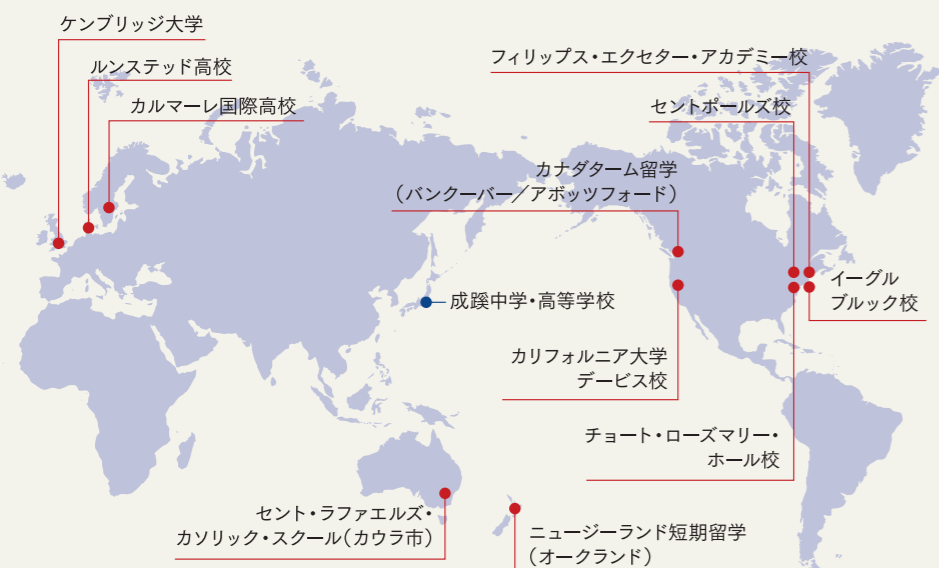 ケンブリッジ大学
ルンステッド高校
カルマーレ国際高校
フィリップス・エクセター・アカデミー校
セントポールズ校
カナダターム留学
（バンクーバー／アボッツフォード）
イーグル
ブルック校
成蹊中学・高等学校
カリフォルニア大学
デービス校
チョート・ローズマリー・
ホール校
セント・ラファエルズ・
カソリック・スクール（カウラ市）
ニュージーランド短期留学
（オークランド）